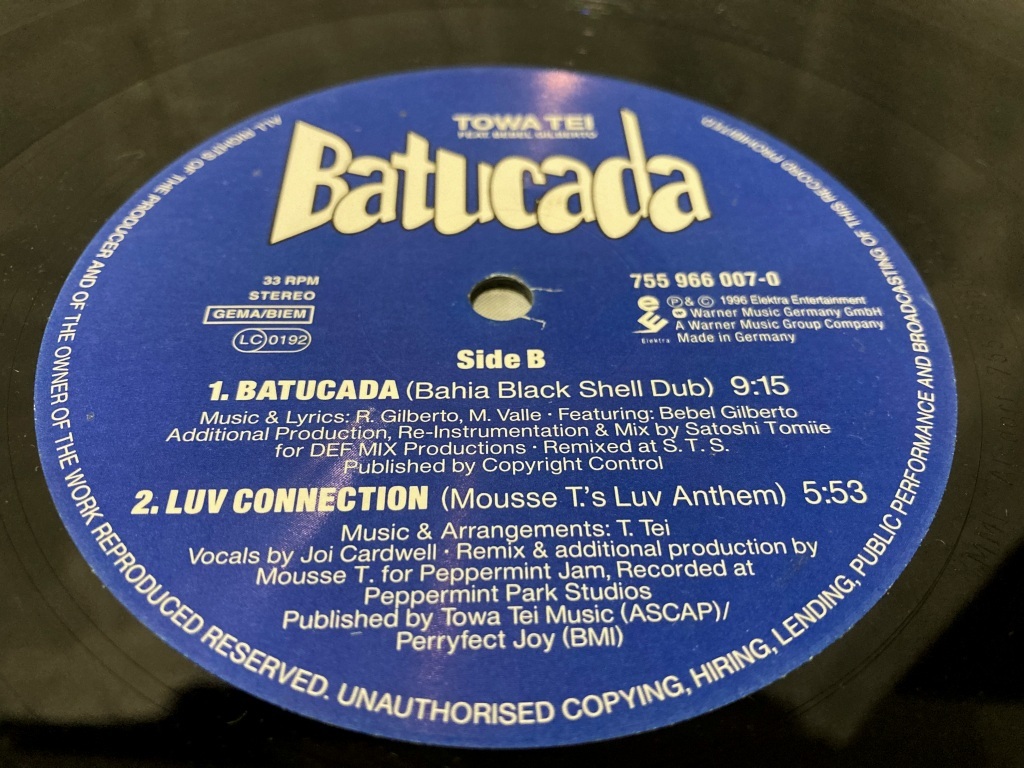 TOWA TEI
FEAT BEBEL GILBERTO
Batucada
33 RPM
STEREO
GEMA/BIEM
LC 0192
755 966 007-0
℗ & © 1996 Elektra Entertainment
Warner Music Germany GmbH
A Warner Music Group Company
Made in Germany
Elektra
Side B
1. BATUCADA (Bahia Black Shell Dub) 9:15
Music & Lyrics: R. Gilberto, M. Valle · Featuring: Bebel Gilberto
Additional Production, Re-Instrumentation & Mix by Satoshi Tomiie
for DEF MIX Productions · Remixed at S. T. S.
Published by Copyright Control
2. LUV CONNECTION (Mousse T.'s Luv Anthem) 5:53
Music & Arrangements: T. Tei
Vocals by Joi Cardwell · Remix & additional production by
Mousse T. for Peppermint Jam, Recorded at
Peppermint Park Studios
Published by Towa Tei Music (ASCAP)/
Perryfect Joy (BMI)
ALL RIGHTS OF THE PRODUCER AND OF THE OWNER OF THE WORK REPRODUCED RESERVED. UNAUTHORISED COPYING, HIRING, LENDING, PUBLIC PERFORMANCE AND BROADCASTING OF THIS RECORD PROHIBITED